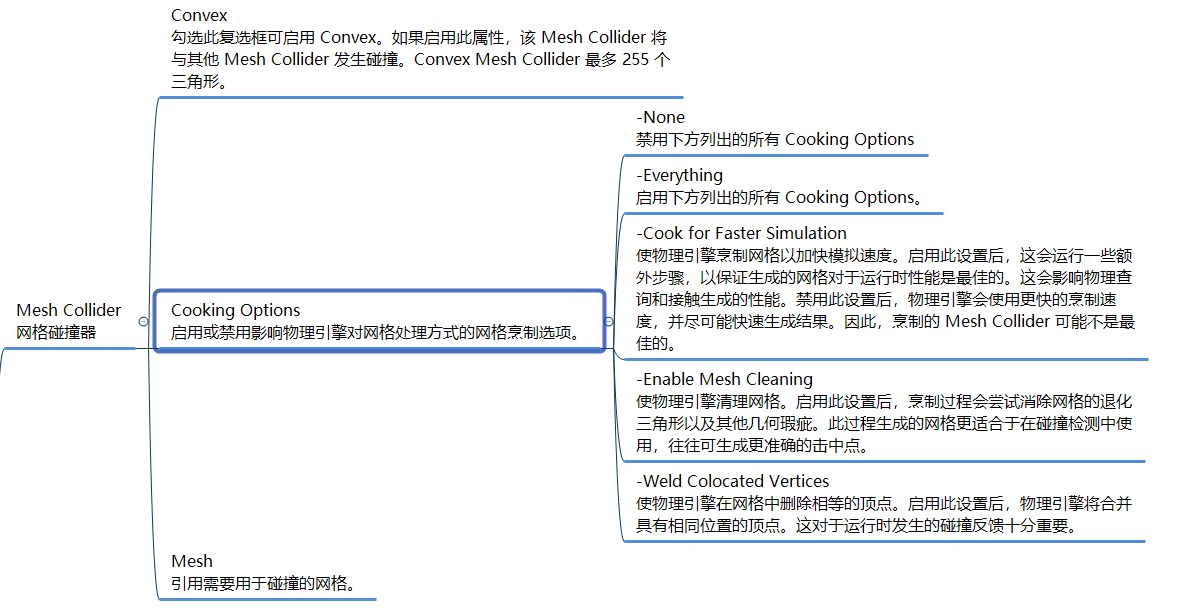 Convex
勾选此复选框可启用 Convex。如果启用此属性，该 Mesh Collider 将
与其他 Mesh Collider 发生碰撞。Convex Mesh Collider 最多 255 个
三角形。
-None
禁用下方列出的所有 Cooking Options
-Everything
启用下方列出的所有 Cooking Options。
-Cook for Faster Simulation
使物理引擎烹制网格以加快模拟速度。启用此设置后，这会运行一些额
外步骤，以保证生成的网格对于运行时性能是最佳的。这会影响物理查
询和接触生成的性能。禁用此设置后，物理引擎会使用更快的烹制速
度，并尽可能快速生成结果。因此，烹制的 Mesh Collider 可能不是最
佳的。
Mesh Collider
网格碰撞器
Cooking Options
启用或禁用影响物理引擎对网格处理方式的网格烹制选项。
-Enable Mesh Cleaning
使物理引擎清理网格。启用此设置后，烹制过程会尝试消除网格的退化
三角形以及其他几何瑕疵。此过程生成的网格更适合于在碰撞检测中使
用，往往可生成更准确的击中点。
-Weld Colocated Vertices
使物理引擎在网格中删除相等的顶点。启用此设置后，物理引擎将合并
具有相同位置的顶点。这对于运行时发生的碰撞反馈十分重要。
Mesh
引用需要用于碰撞的网格。